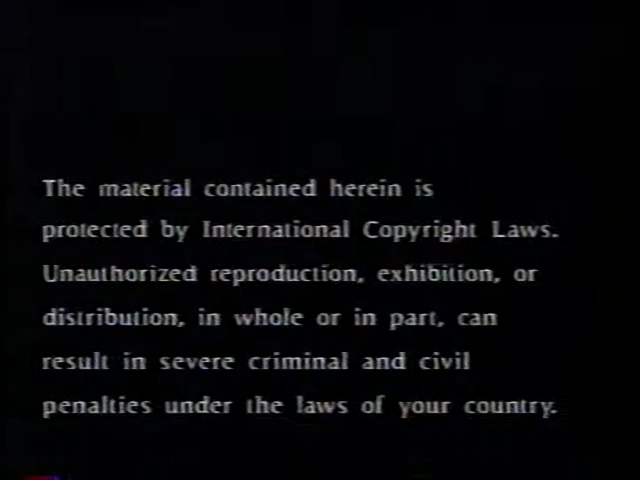 The material contained herein is
protected by International Copyright Laws.
Unauthorized reproduction, exhibition, or
distribution, in whole or in part, can
result in severe criminal and civil
penalties under the laws of your country.